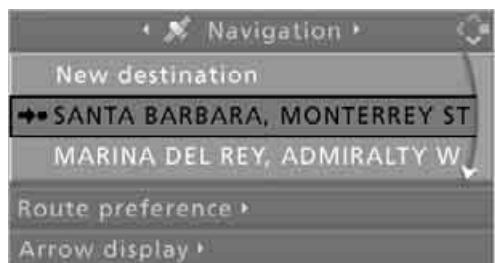 Navigation
New destination
SANTA BARBARA, MONTERREY ST
MARINA DEL REY, ADMIRALTY W
Route preference
Arrow display